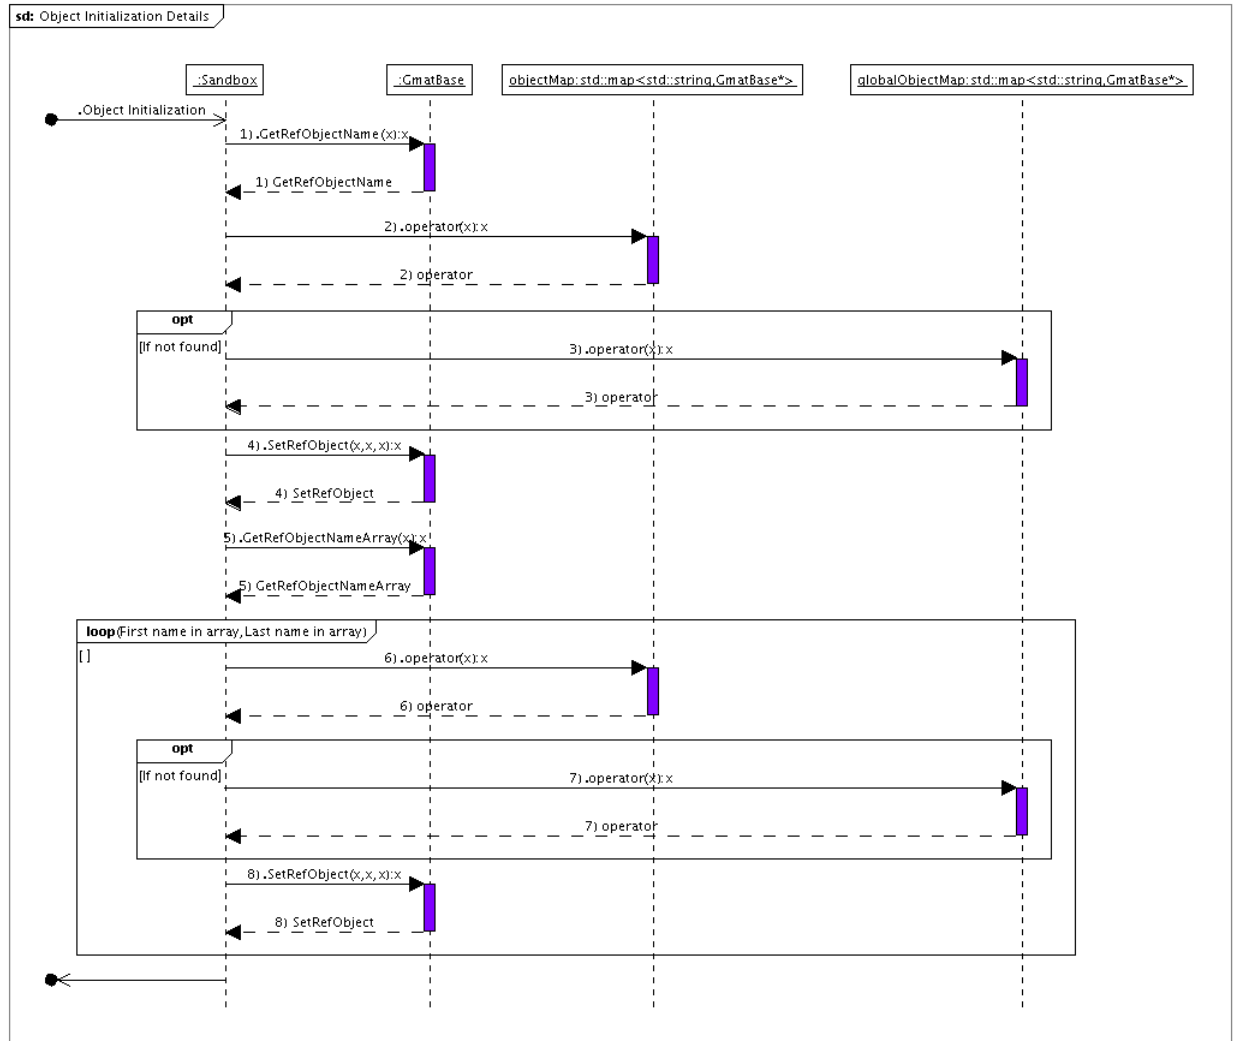 sd: Object Initialization Details
:Sandbox
:GmatBase
objectMap:std::map<std::string,GmatBase*>
globalObjectMap:std::map<std::string,GmatBase*>
.Object Initialization
1).GetRefObjectName(x):x
1) GetRefObjectName
2).operator(x):x
2) operator
opt
[If not found]
3).operator(x):x
3) operator
4).SetRefObject(x,x,x):x
4) SetRefObject
5).GetRefObjectNameArray(x):x
5) GetRefObjectNameArray
loop(First name in array,Last name in array)
[ ]
6).operator(x):x
6) operator
opt
[If not found]
7).operator(x):x
7) operator
8).SetRefObject(x,x,x):x
8) SetRefObject